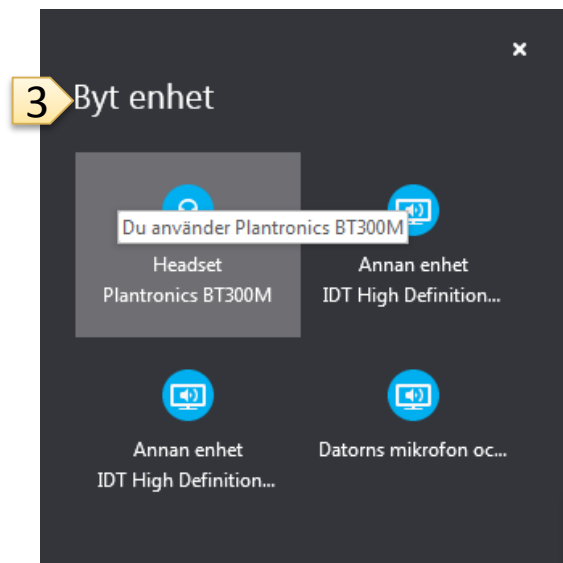 3
Byt enhet
Du använder Plantronics BT300M
Headset
Plantronics BT300M
Annan enhet
IDT High Definition...
Annan enhet
IDT High Definition...
Datorns mikrofon oc...